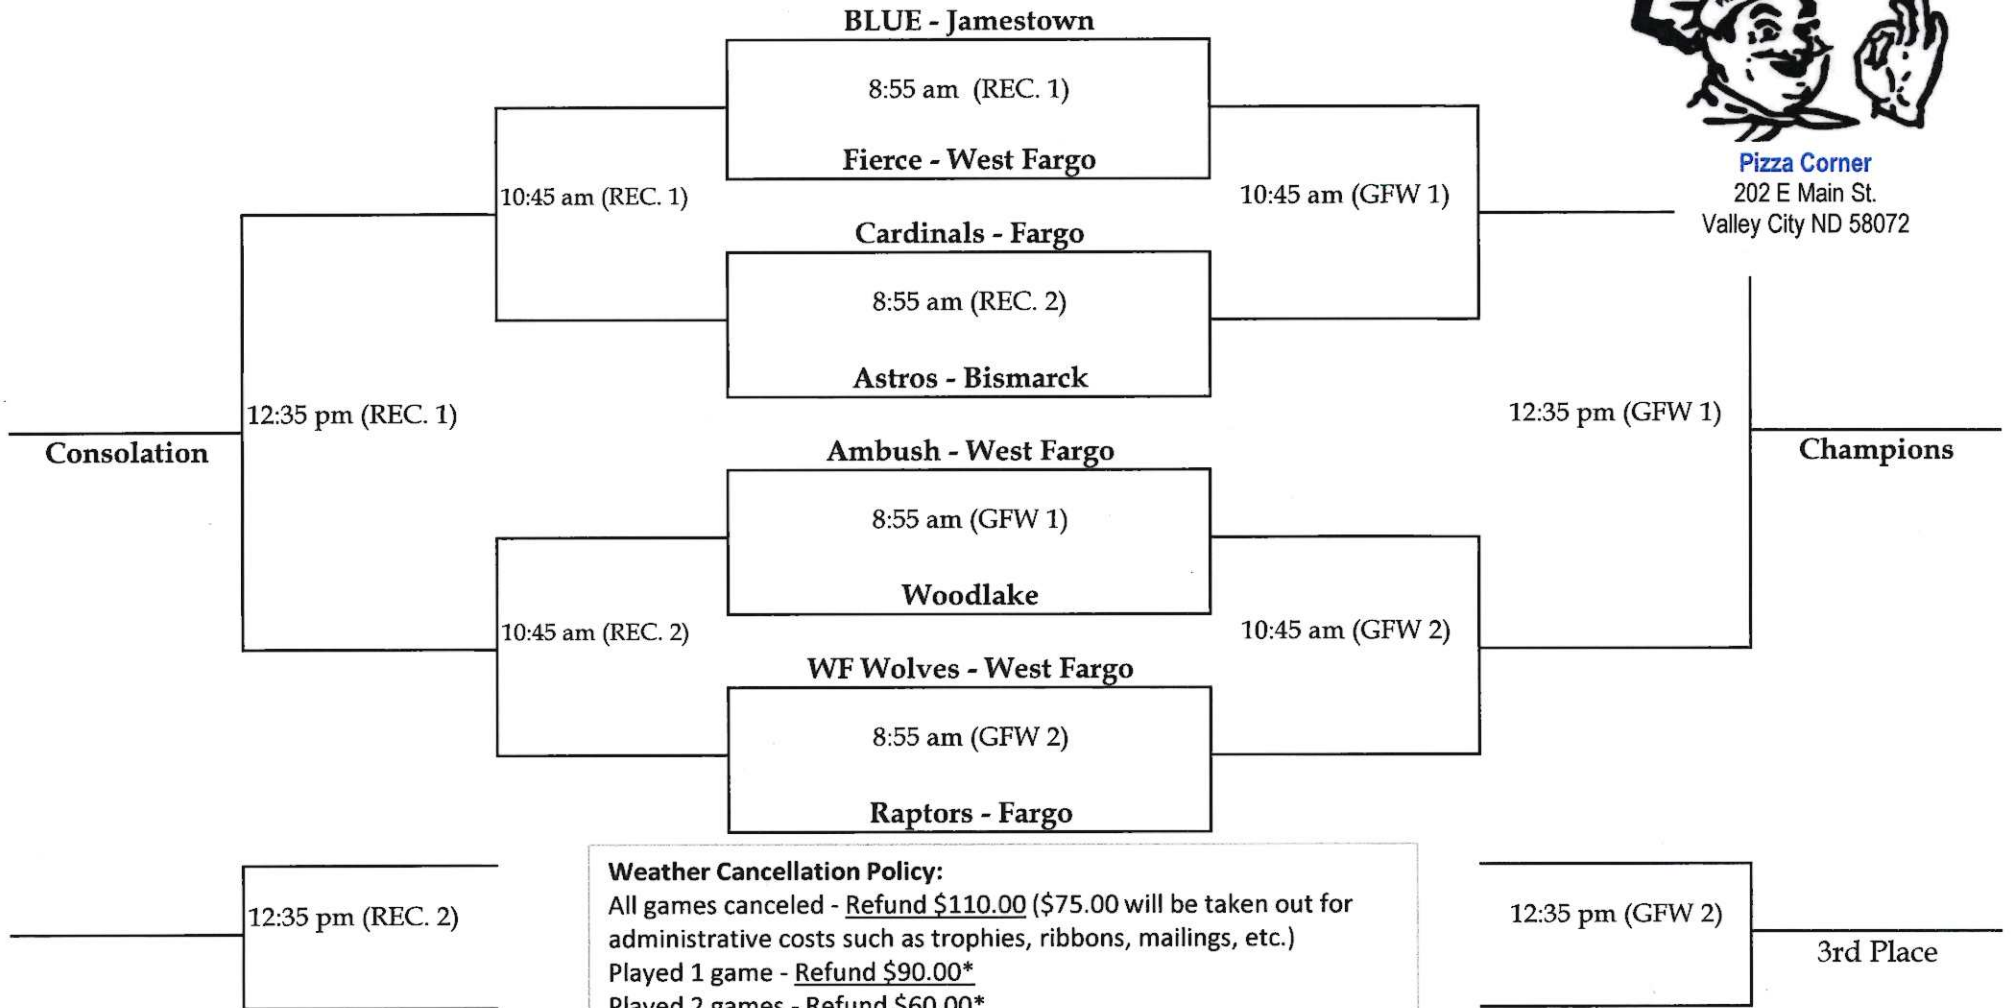 BLUE - Jamestown
8:55 am (REC. 1)
Fierce - West Fargo
10:45 am (REC. 1)
10:45 am (GFW 1)
Pizza Corner
202 E Main St.
Valley City ND 58072
Cardinals - Fargo
8:55 am (REC. 2)
Astros - Bismarck
12:35 pm (REC. 1)
12:35 pm (GFW 1)
Consolation
Champions
Ambush - West Fargo
8:55 am (GFW 1)
Woodlake
10:45 am (REC. 2)
10:45 am (GFW 2)
WF Wolves - West Fargo
8:55 am (GFW 2)
Raptors - Fargo
12:35 pm (REC. 2)
12:35 pm (GFW 2)
3rd Place
Weather Cancellation Policy:
All games canceled - Refund $110.00 ($75.00 will be taken out for
administrative costs such as trophies, ribbons, mailings, etc.)
Played 1 game - Refund $90.00*
Played 2 games - Refund $60.00*